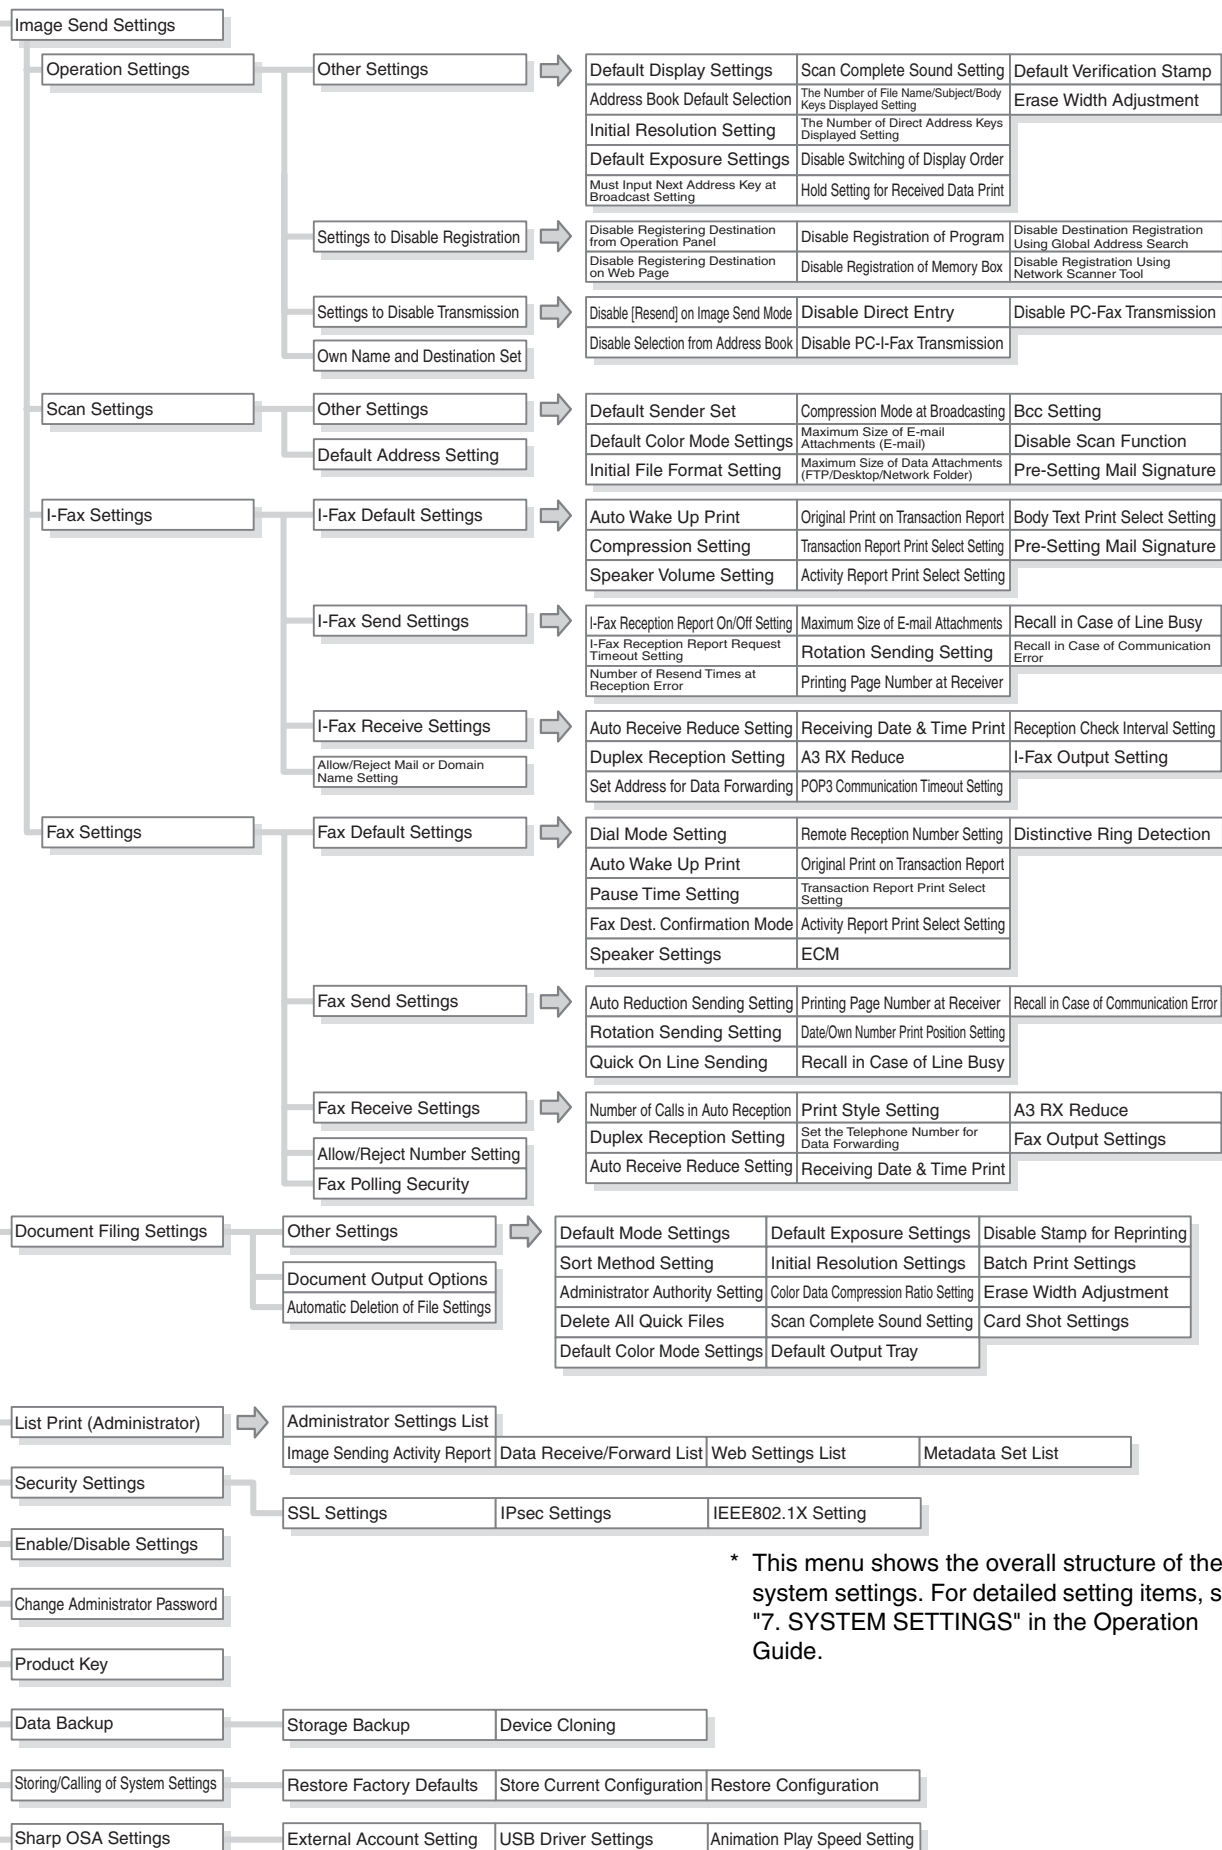 Image Send Settings
Operation Settings
Other Settings
Default Display Settings
Scan Complete Sound Setting
Default Verification Stamp
Address Book Default Selection
The Number of File Name/Subject/Body
Keys Displayed Setting
Erase Width Adjustment
Initial Resolution Setting
The Number of Direct Address Keys
Displayed Setting
Default Exposure Settings
Disable Switching of Display Order
Must Input Next Address Key at
Broadcast Setting
Hold Setting for Received Data Print
Settings to Disable Registration
Disable Registering Destination
from Operation Panel
Disable Registration of Program
Disable Destination Registration
Using Global Address Search
Disable Registering Destination
on Web Page
Disable Registration of Memory Box
Disable Registration Using
Network Scanner Tool
Settings to Disable Transmission
Disable [Resend] on Image Send Mode
Disable Direct Entry
Disable PC-Fax Transmission
Disable Selection from Address Book
Disable PC-I-Fax Transmission
Own Name and Destination Set
Scan Settings
Other Settings
Default Sender Set
Compression Mode at Broadcasting
Bcc Setting
Default Color Mode Settings
Maximum Size of E-mail
Attachments (E-mail)
Disable Scan Function
Default Address Setting
Initial File Format Setting
Maximum Size of Data Attachments
(FTP/Desktop/Network Folder)
Pre-Setting Mail Signature
I-Fax Settings
I-Fax Default Settings
Auto Wake Up Print
Original Print on Transaction Report
Body Text Print Select Setting
Compression Setting
Transaction Report Print Select Setting
Pre-Setting Mail Signature
Speaker Volume Setting
Activity Report Print Select Setting
I-Fax Send Settings
I-Fax Reception Report On/Off Setting
Maximum Size of E-mail Attachments
Recall in Case of Line Busy
I-Fax Reception Report Request
Timeout Setting
Rotation Sending Setting
Recall in Case of Communication
Error
Number of Resend Times at
Reception Error
Printing Page Number at Receiver
I-Fax Receive Settings
Auto Receive Reduce Setting
Receiving Date & Time Print
Reception Check Interval Setting
Duplex Reception Setting
A3 RX Reduce
I-Fax Output Setting
Allow/Reject Mail or Domain
Name Setting
Set Address for Data Forwarding
POP3 Communication Timeout Setting
Fax Settings
Fax Default Settings
Dial Mode Setting
Remote Reception Number Setting
Distinctive Ring Detection
Auto Wake Up Print
Original Print on Transaction Report
Pause Time Setting
Transaction Report Print Select
Setting
Fax Dest. Confirmation Mode
Activity Report Print Select Setting
Speaker Settings
ECM
Fax Send Settings
Auto Reduction Sending Setting
Printing Page Number at Receiver
Recall in Case of Communication Error
Rotation Sending Setting
Date/Own Number Print Position Setting
Quick On Line Sending
Recall in Case of Line Busy
Fax Receive Settings
Number of Calls in Auto Reception
Print Style Setting
A3 RX Reduce
Duplex Reception Setting
Set the Telephone Number for
Data Forwarding
Fax Output Settings
Allow/Reject Number Setting
Auto Receive Reduce Setting
Receiving Date & Time Print
Fax Polling Security
Document Filing Settings
Other Settings
Default Mode Settings
Default Exposure Settings
Disable Stamp for Reprinting
Sort Method Setting
Initial Resolution Settings
Batch Print Settings
Document Output Options
Administrator Authority Setting
Color Data Compression Ratio Setting
Erase Width Adjustment
Automatic Deletion of File Settings
Delete All Quick Files
Scan Complete Sound Setting
Card Shot Settings
Default Color Mode Settings
Default Output Tray
List Print (Administrator)
Administrator Settings List
Image Sending Activity Report
Data Receive/Forward List
Web Settings List
Metadata Set List
Security Settings
SSL Settings
IPsec Settings
IEEE802.1X Setting
Enable/Disable Settings
* This menu shows the overall structure of the
system settings. For detailed setting items, s
"7. SYSTEM SETTINGS" in the Operation
Guide.
Change Administrator Password
Product Key
Data Backup
Storage Backup
Device Cloning
Storing/Calling of System Settings
Restore Factory Defaults
Store Current Configuration
Restore Configuration
Sharp OSA Settings
External Account Setting
USB Driver Settings
Animation Play Speed Setting